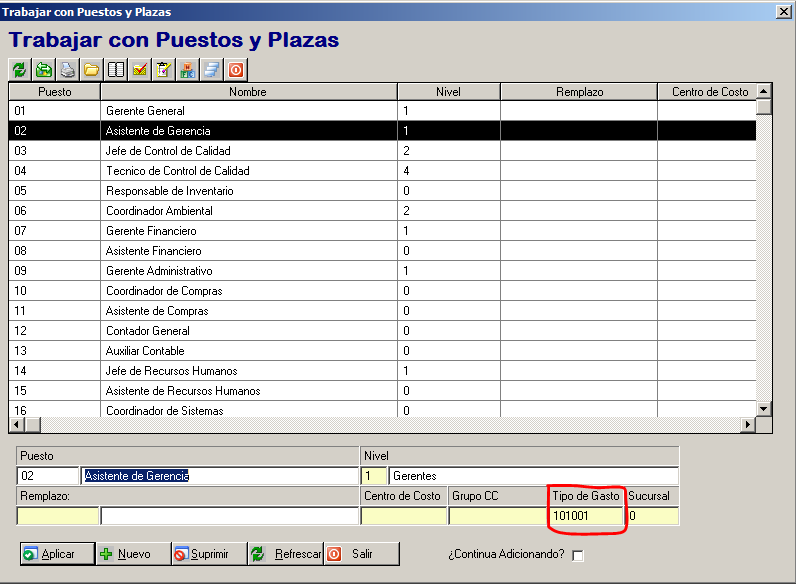 Trabajar con Puestos y Plazas
Trabajar con Puestos y Plazas
Puesto Nombre Nivel Remplazo Centro de Costo
01 Gerente General 1
02 Asistente de Gerencia 1
03 Jefe de Control de Calidad 2
04 Tecnico de Control de Calidad 4
05 Responsable de Inventario 0
06 Coordinador Ambiental 2
07 Gerente Financiero 1
08 Asistente Financiero 0
09 Gerente Administrativo 1
10 Coordinador de Compras 0
11 Asistente de Compras 0
12 Contador General 0
13 Auxiliar Contable 0
14 Jefe de Recursos Humanos 1
15 Asistente de Recursos Humanos 0
16 Coordinador de Sistemas 0
Puesto Nivel
02 Asistente de Gerencia 1 Gerentes
Remplazo: Centro de Costo Grupo CC Tipo de Gasto Sucursal
101001 0
Aplicar Nuevo Suprimir Refrescar Salir ¿Continua Adicionando?